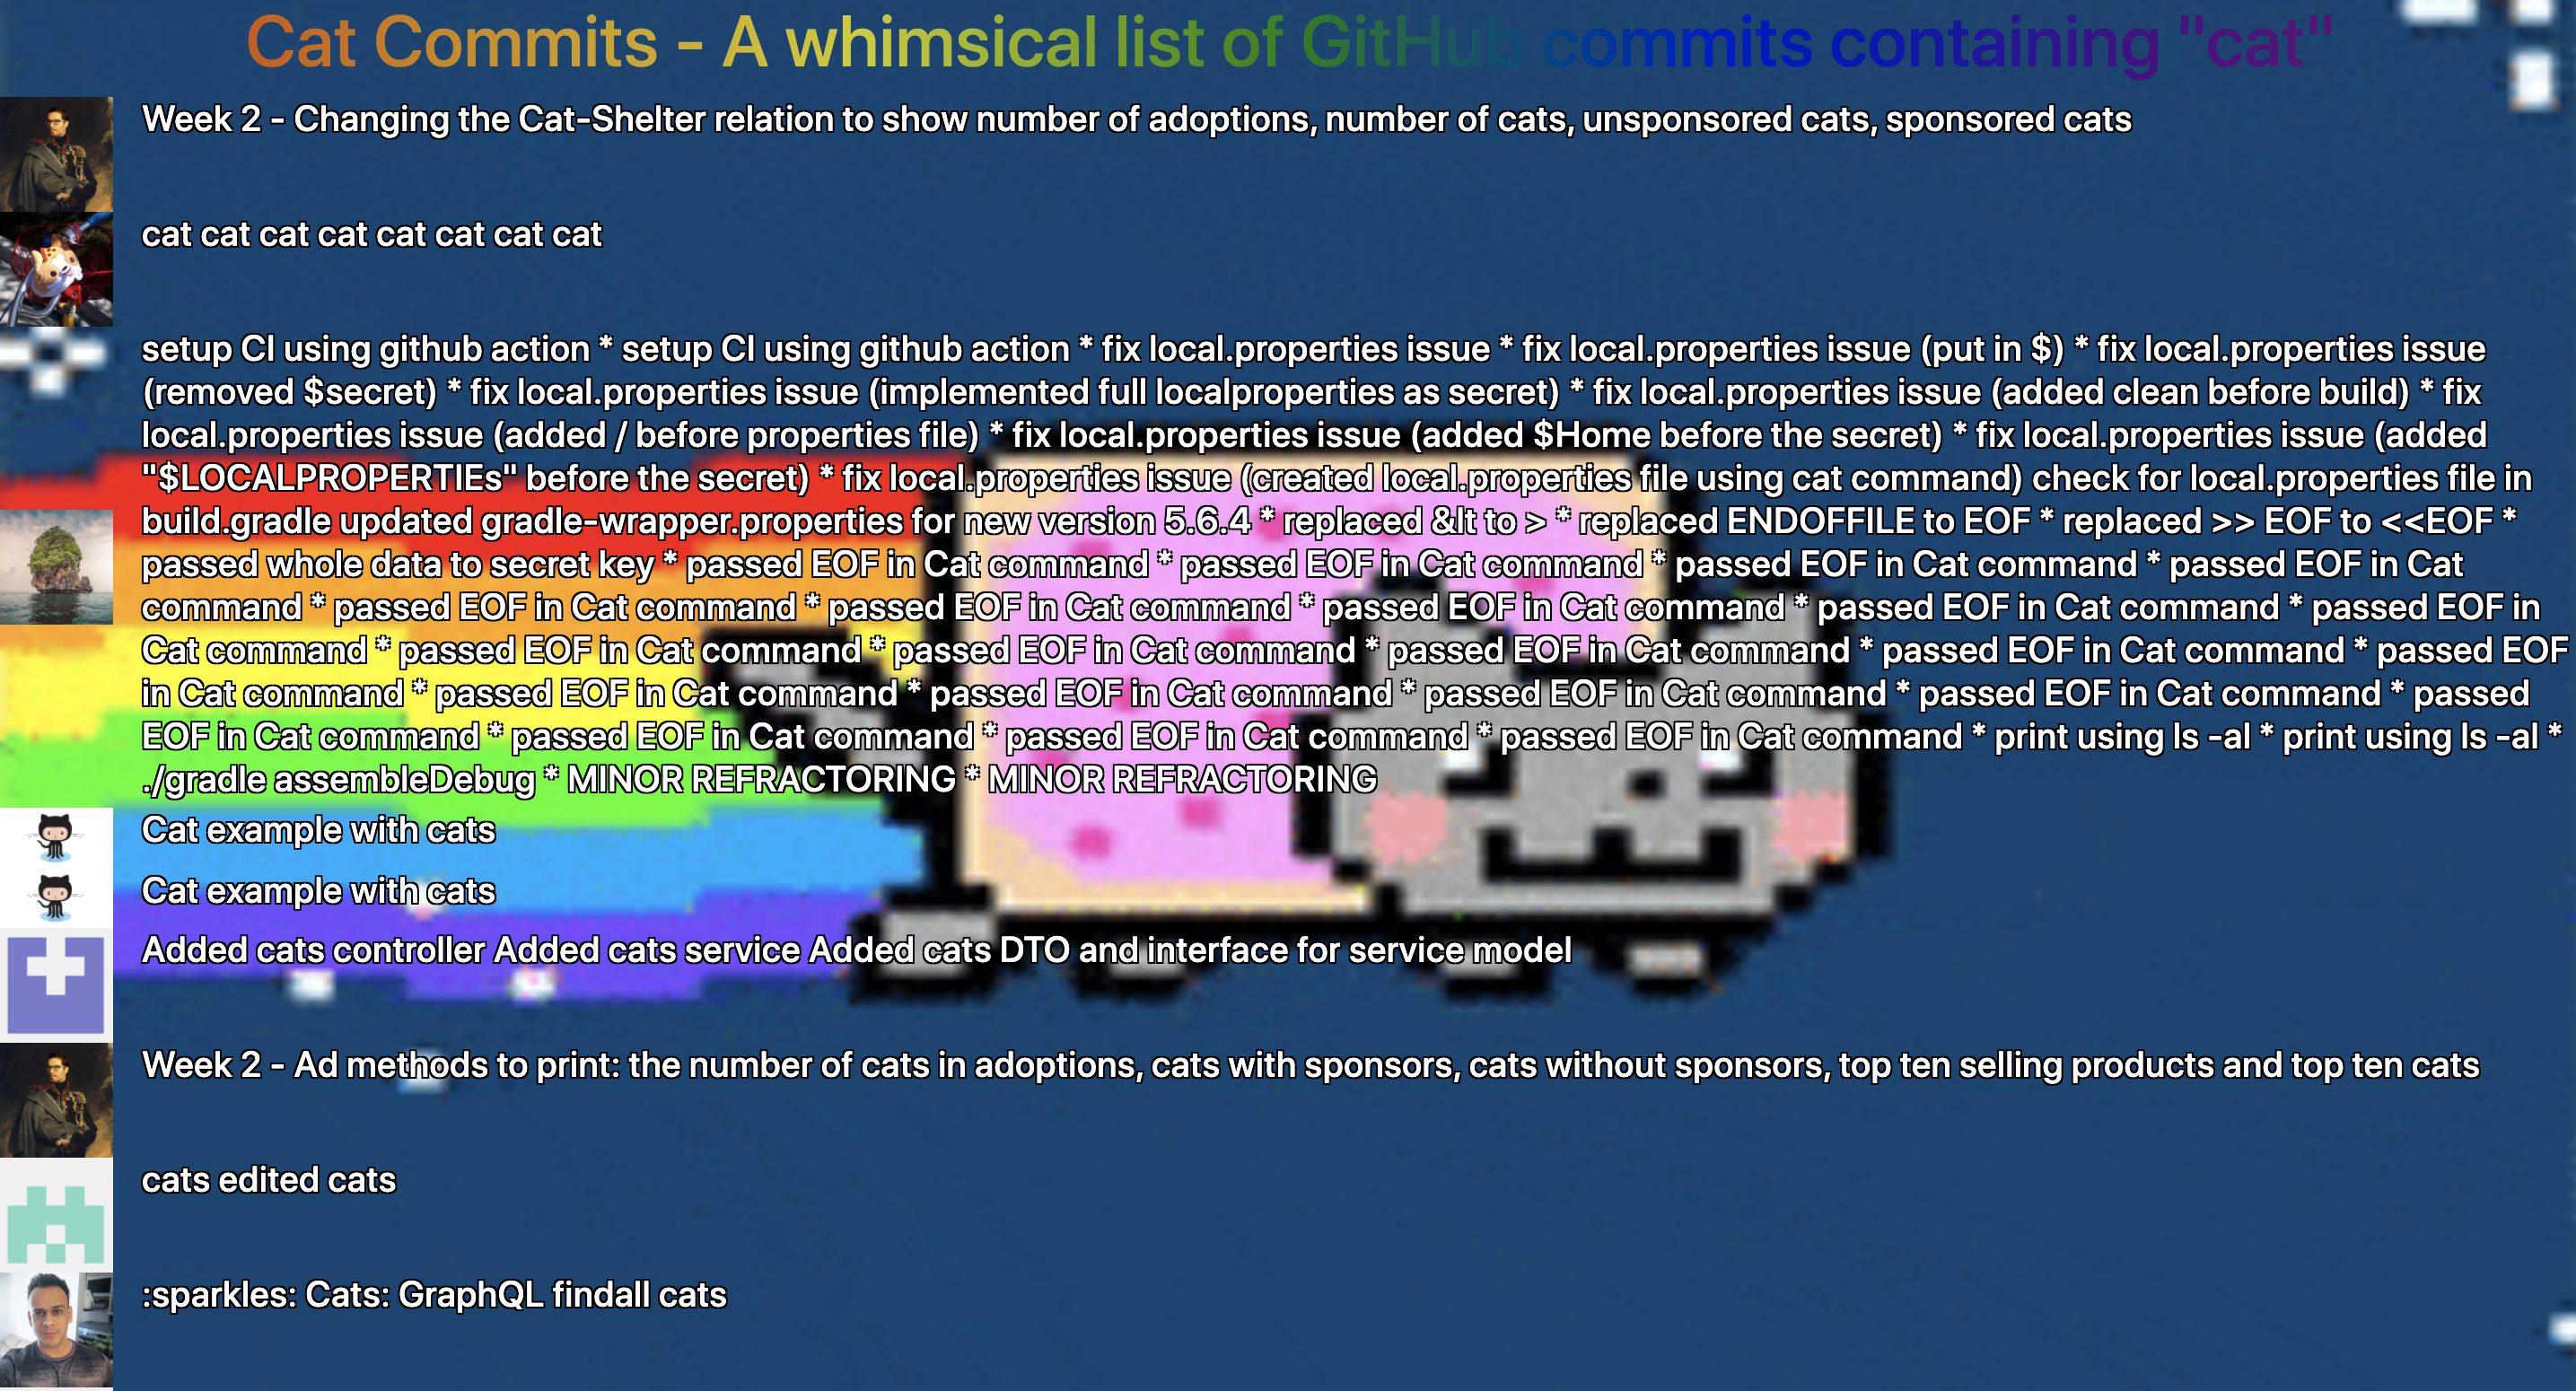 Cat Commits - A whimsical list of GitHub commits containing "cat"
Week 2 - Changing the Cat-Shelter relation to show number of adoptions, number of cats, unsponsored cats, sponsored cats
cat cat cat cat cat cat cat cat
setup CI using github action * setup CI using github action * fix local.properties issue * fix local.properties issue (put in $) * fix local.properties issue
(removed $secret) * fix local.properties issue (implemented full localproperties as secret) * fix local.properties issue (added clean before build) * fix
local.properties issue (added / before properties file) * fix local.properties issue (added $Home before the secret) * fix local.properties issue (added
"$LOCALPROPERTIEs" before the secret) * fix local.properties issue (created local.properties file using cat command) check for local.properties file in
build.gradle updated gradle-wrapper.properties for new version 5.6.4 * replaced &lt to > * replaced ENDOFFILE to EOF * replaced >> EOF to <<EOF *
passed whole data to secret key * passed EOF in Cat command * passed EOF in Cat command * passed EOF in Cat command * passed EOF in Cat
command * passed EOF in Cat command * passed EOF in Cat command * passed EOF in Cat command * passed EOF in Cat command * passed EOF in
Cat command * passed EOF in Cat command * passed EOF in Cat command * passed EOF in Cat command * passed EOF in Cat command * passed EOF
in Cat command * passed EOF in Cat command * passed EOF in Cat command * passed EOF in Cat command * passed EOF in Cat command * passed
EOF in Cat command * passed EOF in Cat command * passed EOF in Cat command * passed EOF in Cat command * print using ls -al * print using ls -al *
./gradle assembleDebug * MINOR REFRACTORING * MINOR REFRACTORING
Cat example with cats
Cat example with cats
Added cats controller Added cats service Added cats DTO and interface for service model
Week 2 - Ad methods to print: the number of cats in adoptions, cats with sponsors, cats without sponsors, top ten selling products and top ten cats
cats edited cats
:sparkles: Cats: GraphQL findall cats